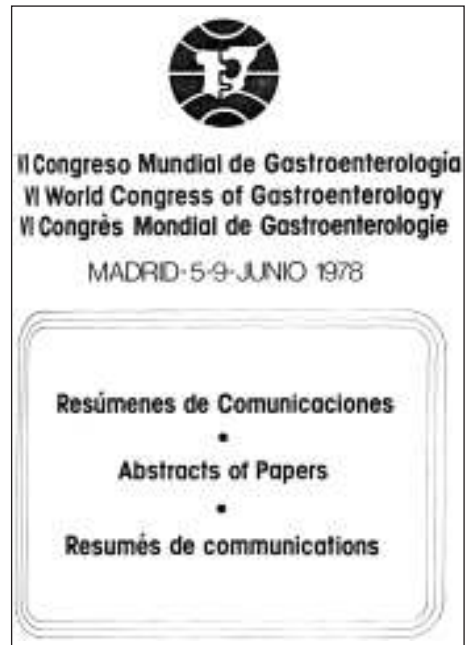 VI Congreso Mundial de Gastroenterología
VI World Congress of Gastroenterology
VI Congrès Mondial de Gastroenterologie
MADRID-5-9-JUNIO 1978
Resúmenes de Comunicaciones
•
Abstracts of Papers
•
Resumés de communications